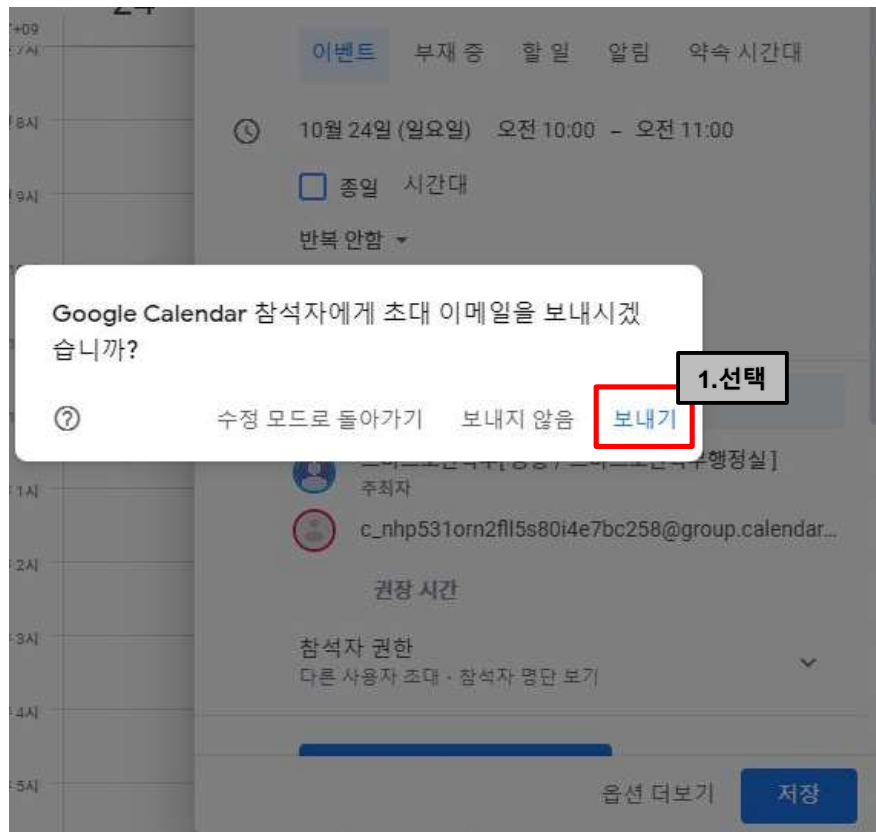 +09
이벤트 부재 중 할 일 알림 약속 시간대
8시
10월 24일 (일요일) 오전 10:00 – 오전 11:00
9시
종일 시간대
반복 안함
Google Calendar 참석자에게 초대 이메일을 보내시겠
습니까?
1.선택
수정 모드로 돌아가기 보내지 않음 보내기
행정실]
주최자
1시
c_nhp531orn2fll5s80i4e7bc258@group.calendar...
2시
권장 시간
3시
참석자 권한
다른 사용자 초대 · 참석자 명단 보기
4시
5시
옵션 더보기 저장